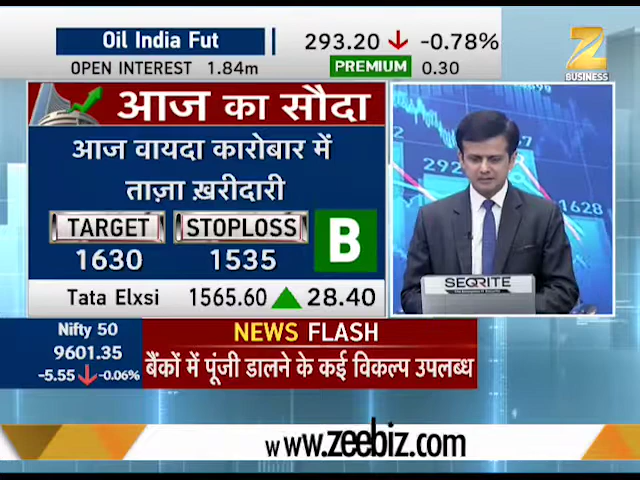 Oil India Fut
293.20 -0.78%
OPEN INTEREST 1.84m
PREMIUM 0.30
Z
BUSINESS
आज का सौदा
आज वायदा कारोबार में
ताज़ा ख़रीदारी
TARGET STOPLOSS
1630 1535
B
Tata Elxsi 1565.60 28.40
292
1628
SEQRITE
Nifty 50
9601.35
-5.55 -0.06%
NEWS FLASH
बैंकों में पूंजी डालने के कई विकल्प उपलब्ध
www.zeebiz.com